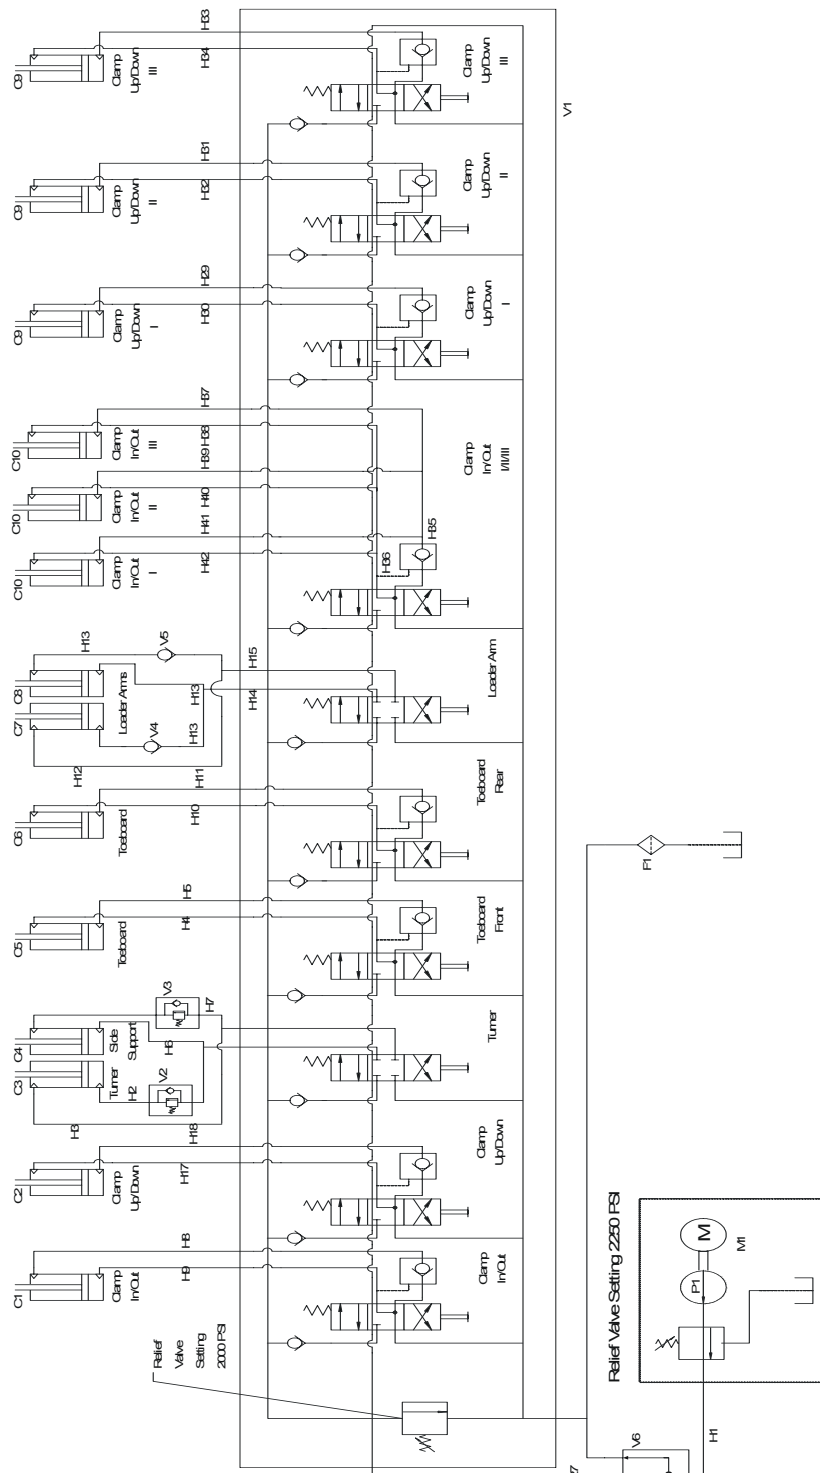 C9
H33
H34
Clamp
Up/Down
III
Clamp
Up/Down
III
V1
C9
H31
H32
Clamp
Up/Down
II
Clamp
Up/Down
II
C9
H29
H30
Clamp
Up/Down
I
Clamp
Up/Down
I
C10
Clamp
In/Out
III
H37
H38
H39
C10
Clamp
In/Out
II
H40
H41
C10
Clamp
In/Out
I
H42
H36
H35
Clamp
In/Out
I/II/III
C8
C7
Loader Arms
H13
V5
H13
V4
H13
H12
H11
H15
H14
Loader Arm
C6
Toeboard
H10
Toeboard
Rear
C5
Toeboard
H5
H4
Toeboard
Front
C4
C3
Side
Support
Turner
V3
H7
H6
V2
H2
H3
H18
Turner
C2
Clamp
Up/Down
H17
Clamp
Up/Down
C1
Clamp
In/Out
H8
H9
Clamp
In/Out
Relief
Valve
Setting
2000 PSI
F1
Relief Valve Setting 2250 PSI
M
M1
P1
H1
V6